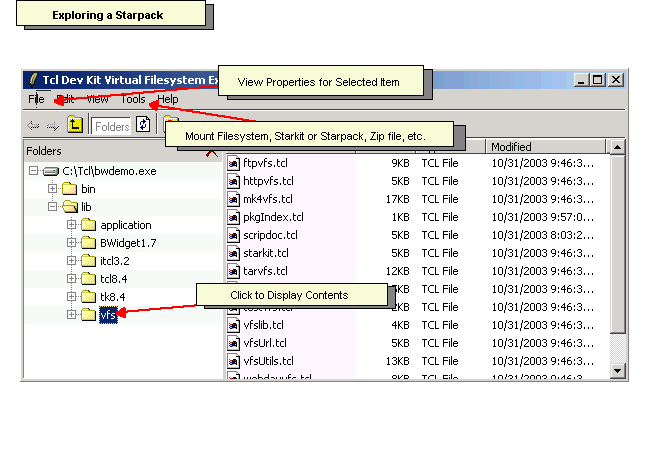 Exploring a Starpack
Tcl Dev Kit Virtual Filesystem Ex
View Properties for Selected Item
File Edit View Tools Help
Folders
Mount Filesystem, Starkit or Starpack, Zip file, etc.
Folders
Modified
C:\Tcl\bwdemo.exe
bin
lib
application
BWidget1.7
itcl3.2
tcl8.4
tk8.4
vfs
ftpvfs.tcl 9KB TCL File 10/31/2003 9:46:3...
httpvfs.tcl 5KB TCL File 10/31/2003 9:46:3...
mk4vfs.tcl 17KB TCL File 10/31/2003 9:46:3...
pkgIndex.tcl 1KB TCL File 10/31/2003 9:57:0...
scripdoc.tcl 5KB TCL File 10/31/2003 8:03:2...
starkit.tcl 5KB TCL File 10/31/2003 9:46:3...
tarvfs.tcl 12KB TCL File 10/31/2003 9:46:3...
Click to Display Contents
TCL File 10/31/2003 9:46:3...
TCL File 10/31/2003 9:46:3...
vfslib.tcl 4KB TCL File 10/31/2003 9:46:3...
vfsUrl.tcl 5KB TCL File 10/31/2003 9:46:3...
vfsUtils.tcl 13KB TCL File 10/31/2003 9:46:3...
webdavvfs.tcl 8KB TCL File 10/31/2003 9:46:3...